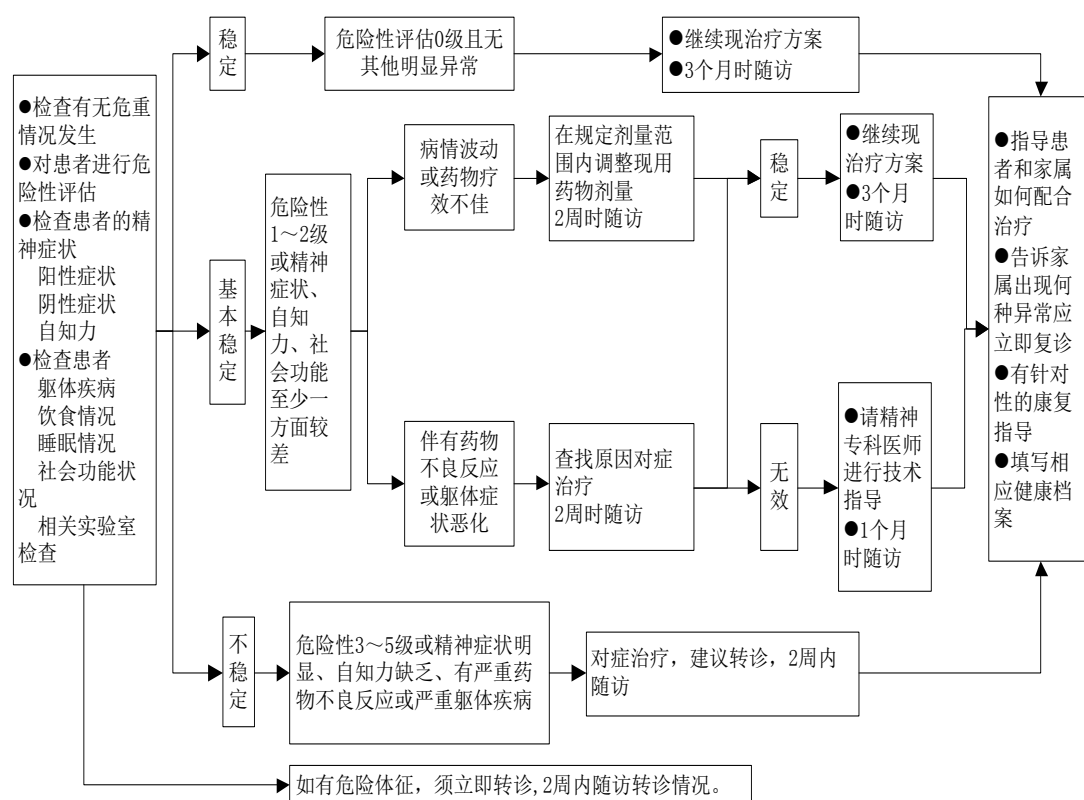 ●检查有无危重
情况发生
●对患者进行危
险性评估
●检查患者的精
神症状
阳性症状
阴性症状
自知力
●检查患者
躯体疾病
饮食情况
睡眠情况
社会功能状
况
相关实验室
检查
稳
定
危险性评估0级且无
其他明显异常
●继续现治疗方案
●3个月时随访
基
本
稳
定
危险性
1～2级
或精神
症状、
自知
力、社
会功能
至少一
方面较
差
病情波动
或药物疗
效不佳
在规定剂量范
围内调整现用
药物剂量
2周时随访
伴有药物
不良反应
或躯体症
状恶化
查找原因对症
治疗
2周时随访
稳
定
●继续现
治疗方案
●3个月
时随访
无
效
●请精神
专科医师
进行技术
指导
●1个月
时随访
不
稳
定
危险性3～5级或精神症状明
显、自知力缺乏、有严重药
物不良反应或严重躯体疾病
对症治疗，建议转诊，2周内
随访
●指导患
者和家属
如何配合
治疗
●告诉家
属出现何
种异常应
立即复诊
●有针对
性的康复
指导
●填写相
应健康档
案
如有危险体征，须立即转诊,2周内随访转诊情况。